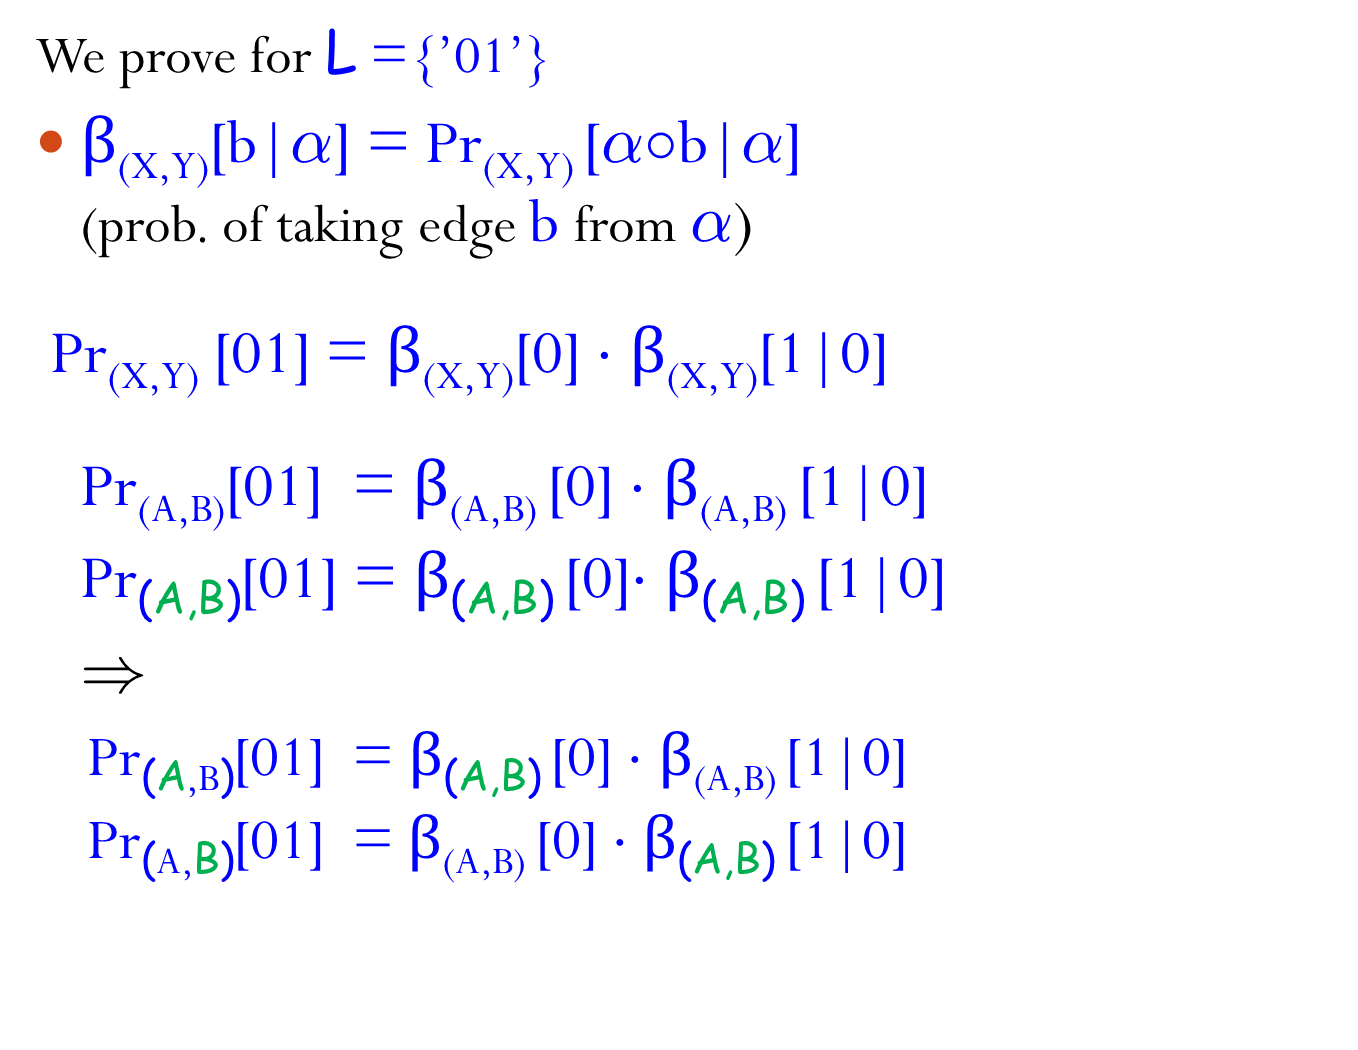 We prove for L = {’01’}
• β(X,Y)[b | α] = Pr(X,Y) [α○b | α]
(prob. of taking edge b from α)
Pr(X,Y) [01] = β(X,Y)[0] · β(X,Y)[1 | 0]
Pr(A,B)[01] = β(A,B) [0] · β(A,B) [1 | 0]
Pr(A,B)[01] = β(A,B) [0]· β(A,B) [1 | 0]
⇒
Pr(A,B)[01] = β(A,B) [0] · β(A,B) [1 | 0]
Pr(A,B)[01] = β(A,B) [0] · β(A,B) [1 | 0]